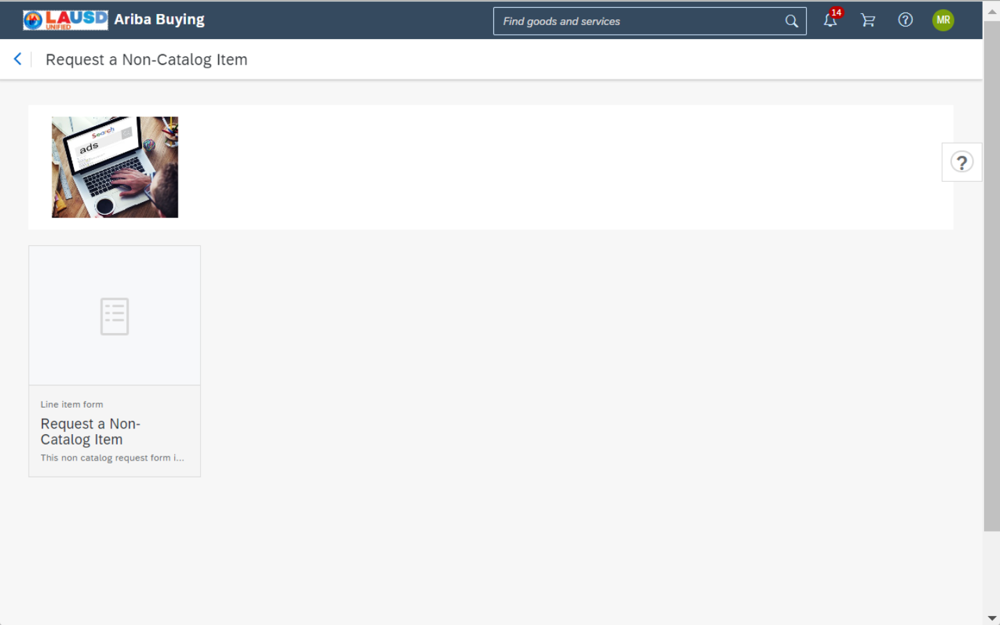 LAUSD
UNIFIED
Ariba Buying
Find goods and services
14
MR
Request a Non-Catalog Item
Search
ads
?
Line item form
Request a Non-
Catalog Item
This non catalog request form i...